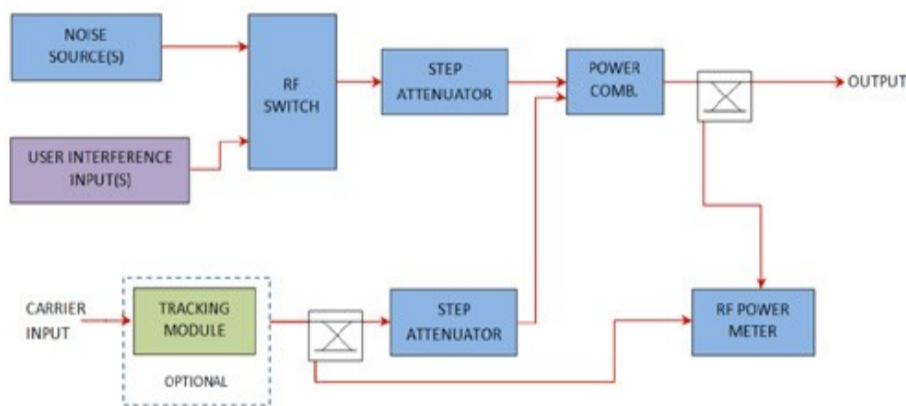 NOISE
SOURCE(S)
RF
SWITCH
STEP
ATTENUATOR
POWER
COMB.
OUTPUT
USER INTERFERENCE
INPUT(S)
CARRIER
INPUT
TRACKING
MODULE
OPTIONAL
STEP
ATTENUATOR
RF POWER
METER